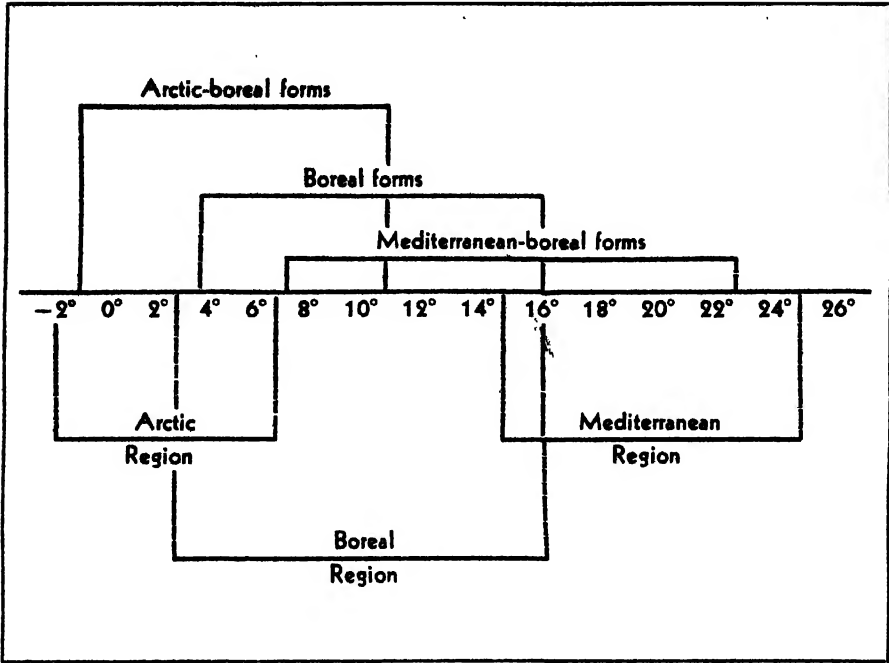 Arctic-boreal forms
Boreal forms
Mediterranean-boreal forms
−2° 0° 2° 4° 6° 8° 10° 12° 14° 16° 18° 20° 22° 24° 26°
Arctic
Region
Mediterranean
Region
Boreal
Region